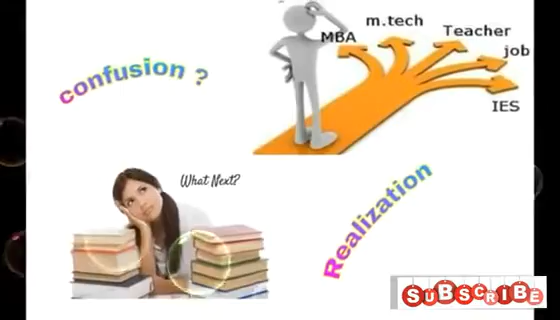 confusion ?
MBA
m.tech
Teacher
job
IES
What Next?
Realization
SUBSCRIBE